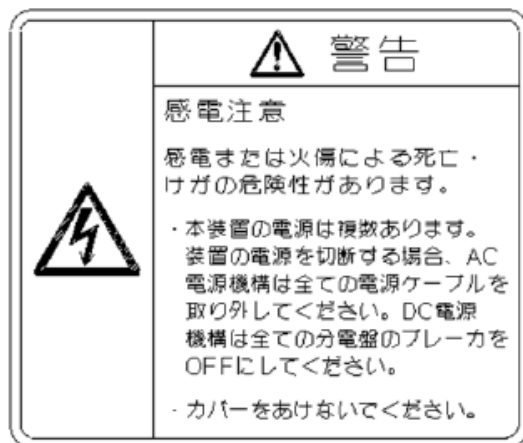 警告
感電注意
感電または火傷による死亡・
けがの危険性があります。
・本装置の電源は複数あります。
装置の電源を切断する場合、AC
電源機構は全ての電源ケーブルを
取り外してください。DC電源
機構は全ての分電盤のブレーカを
OFFにしてください。
・カバーをあけないでください。